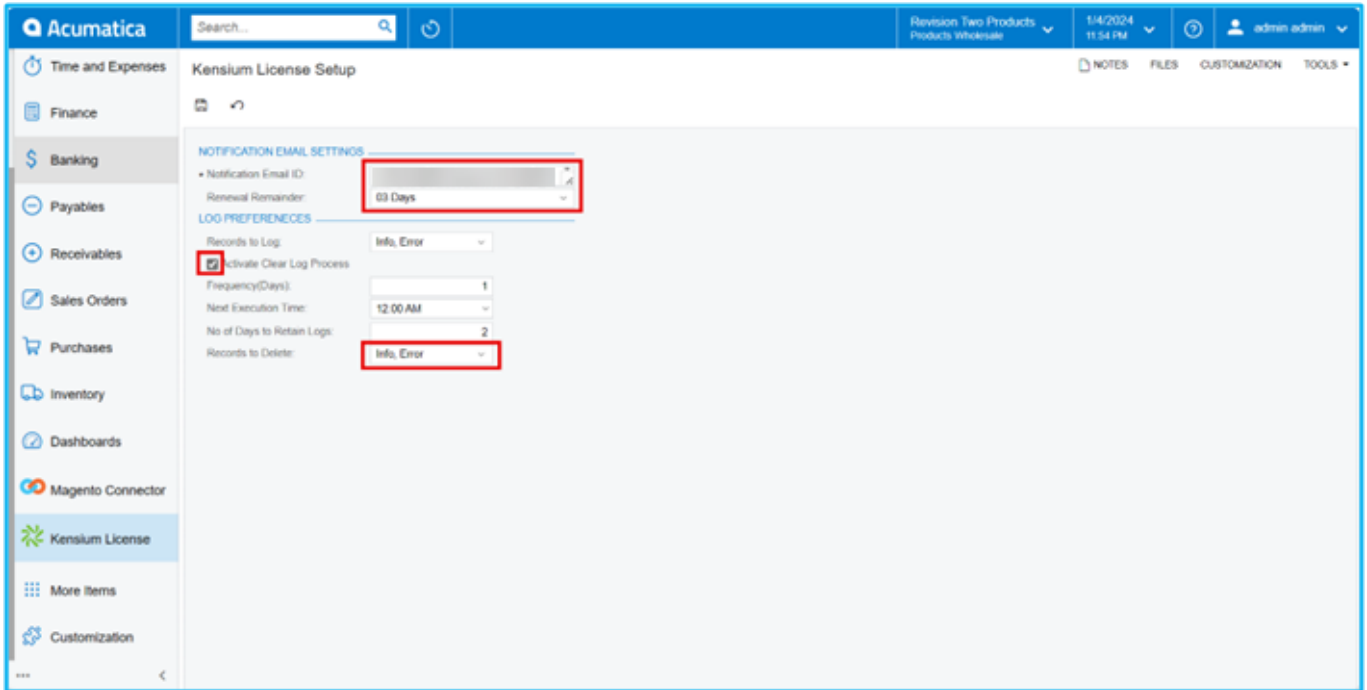 Acumatica
Search...
Revision Two Products
Products Wholesale
1/4/2024
11:54 PM
admin admin
Time and Expenses
Finance
Banking
Payables
Receivables
Sales Orders
Purchases
Inventory
Dashboards
Magento Connector
Kensium License
More Items
Customization
Kensium License Setup
NOTES FILES CUSTOMIZATION TOOLS
NOTIFICATION EMAIL SETTINGS
Notification Email ID:
Renewal Remainder: 03 Days
LOG PREFERENECES
Records to Log: Info, Error
Activate Clear Log Process
Frequency(Days): 1
Next Execution Time: 12:00 AM
No of Days to Retain Logs: 2
Records to Delete: Info, Error